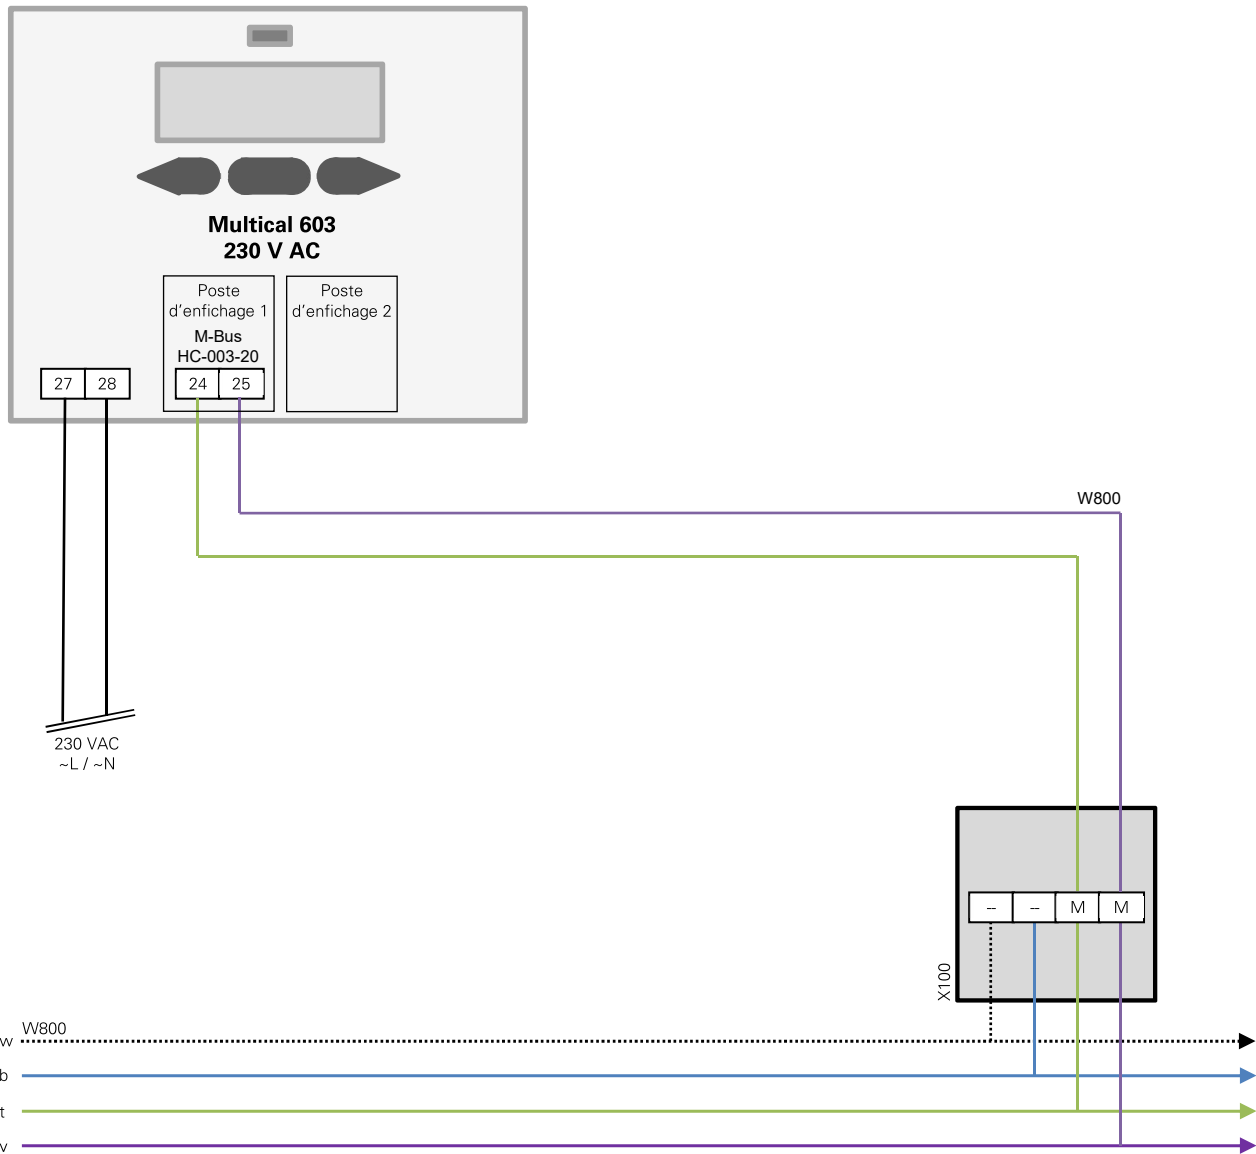 Multical 603
230 V AC
Poste
d'enfichage 1
M-Bus
HC-003-20
Poste
d'enfichage 2
27 28
24 25
W800
230 VAC
~L / ~N
-- -- M M
X100
W800
w
b
t
v